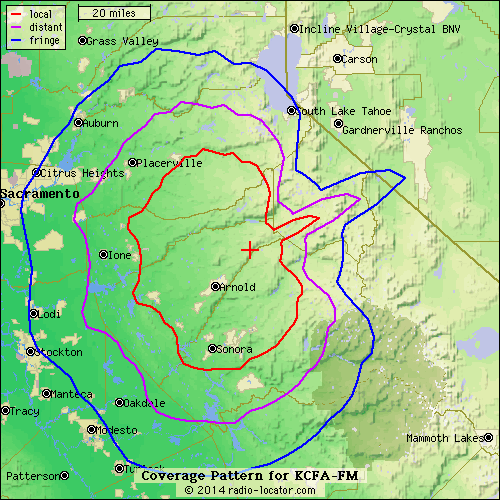 local
distant
fringe
20 miles
Grass Valley
Incline Village-Crystal BNV
Carson
South Lake Tahoe
Auburn
Gardnerville Ranchos
Placerville
Citrus Heights
Sacramento
Ione
Arnold
Lodi
Sonora
Stockton
Manteca
Oakdale
Tracy
Modesto
Mammoth Lakes
Patterson
Coverage Pattern for KCFA-FM
© 2014 radio-locator.com